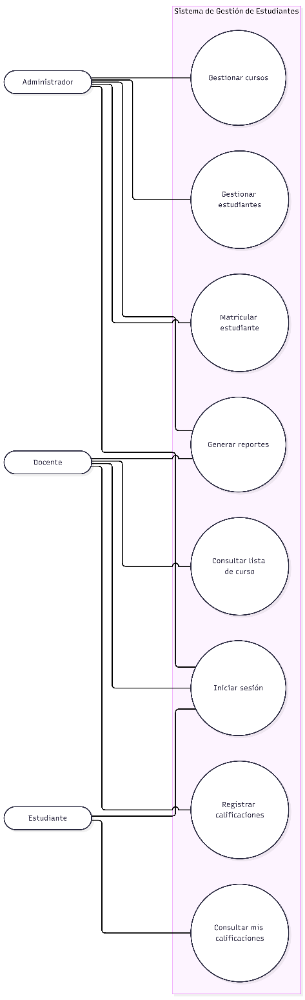 Sistema de Gestión de Estudiantes
Gestionar cursos
Administrador
Gestionar
estudiantes
Matricular
estudiante
Generar reportes
Docente
Consultar lista
de curso
Iniciar sesión
Registrar
calificaciones
Estudiante
Consultar mis
calificaciones